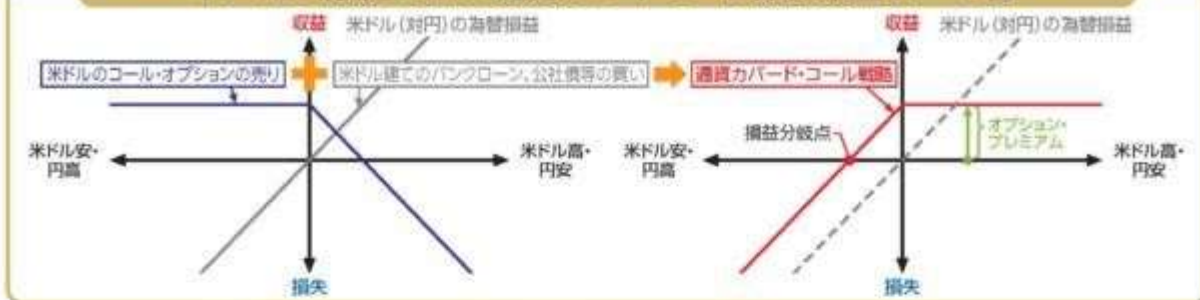 収益
米ドル(対円)の為替損益
米ドルのコール・オプションの売り
米ドル建てのバンクローン、公社債等の買い
米ドル安・
円高
米ドル高・
円安
損失
収益
米ドル(対円)の為替損益
通貨カバード・コール戦略
損益分岐点
オプション・
プレミアム
米ドル安・
円高
米ドル高・
円安
損失